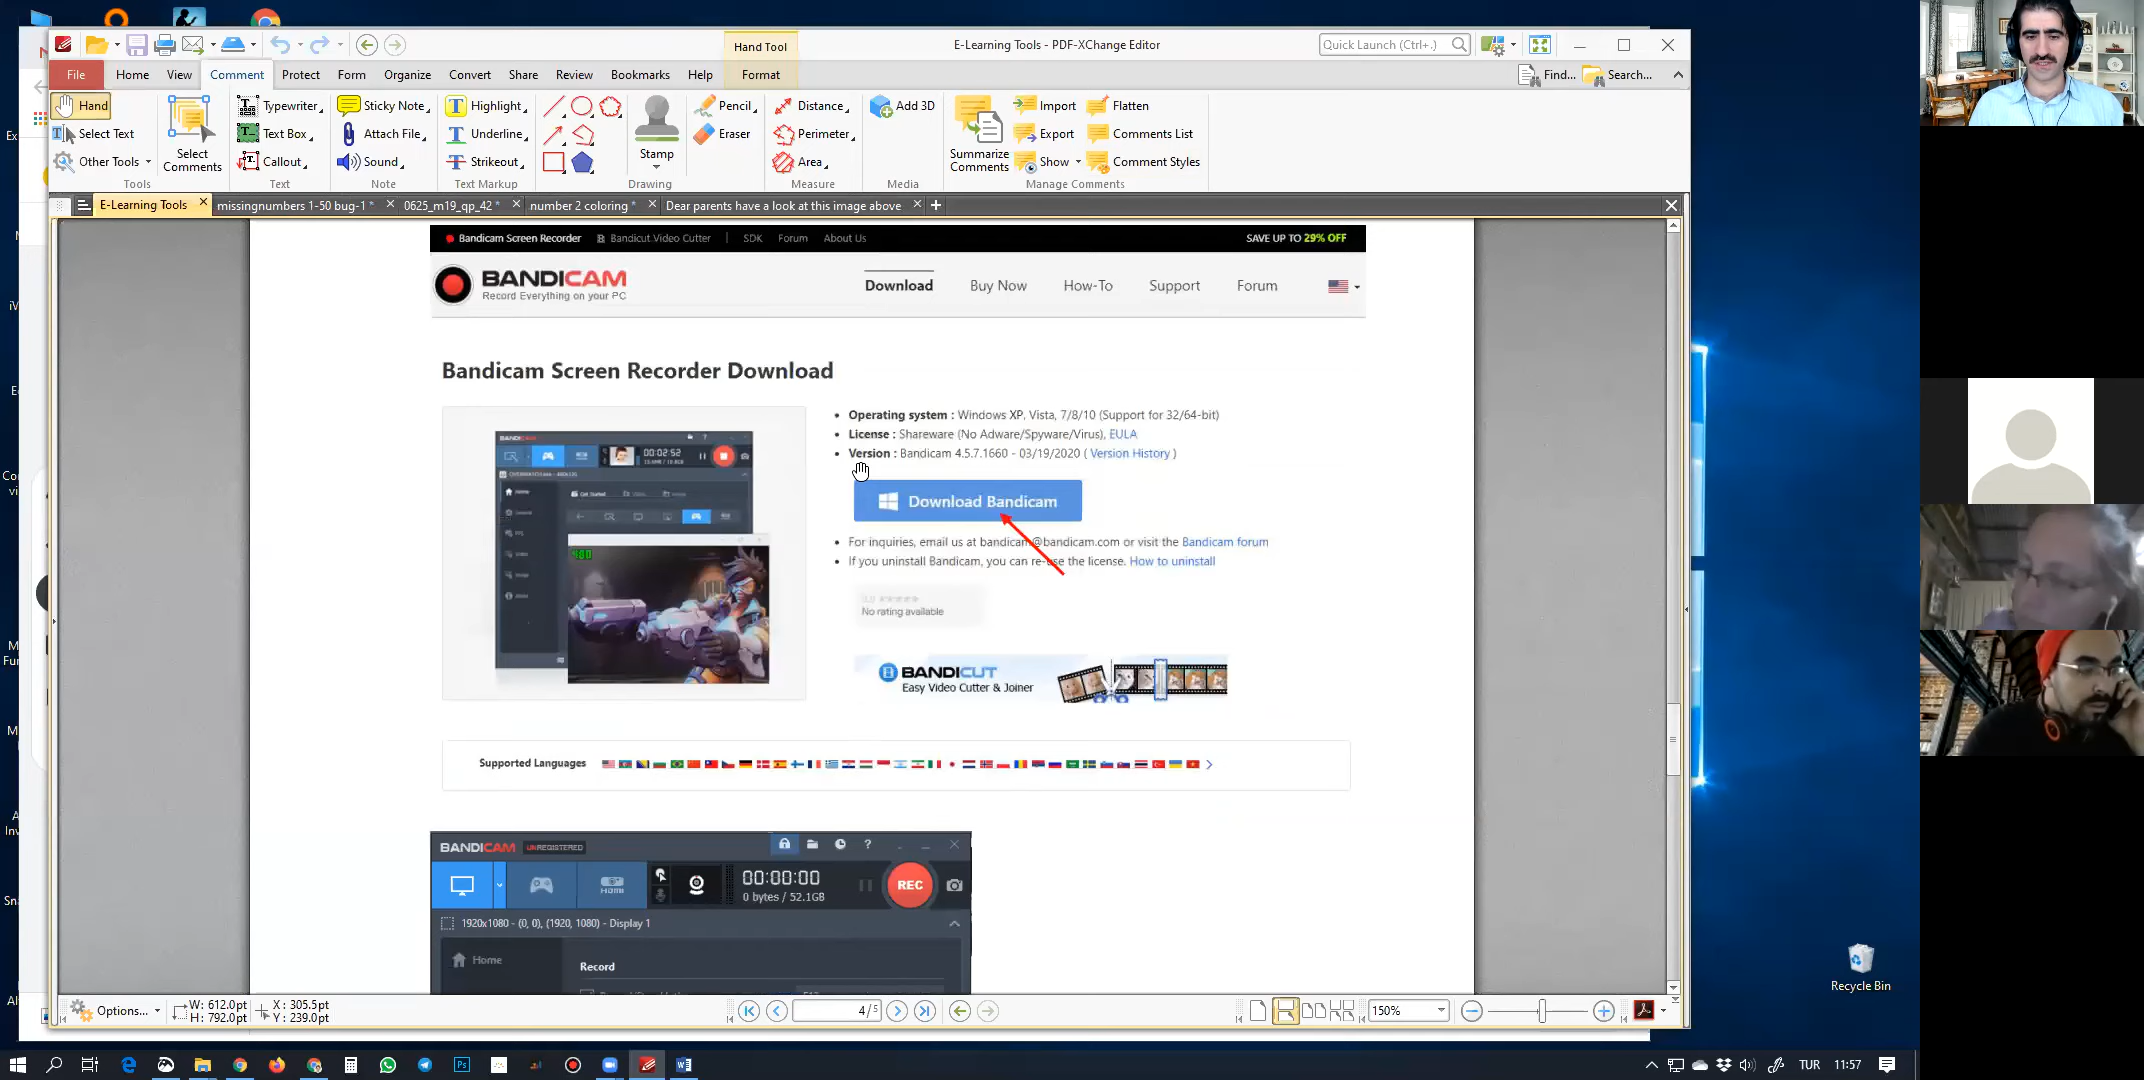 Hand Tool
E-Learning Tools - PDF-XChange Editor
Quick Launch (Ctrl+.)
File Home View Comment Protect Form Organize Convert Share Review Bookmarks Help Format
Find... Search...
Hand
Select Text
Other Tools
Select Comments
Tools
Typewriter
Text Box
Callout
Text
Sticky Note
Attach File
Sound
Note
Highlight
Underline
Strikeout
Text Markup
Stamp
Drawing
Pencil
Eraser
Distance
Perimeter
Area
Measure
Add 3D
Media
Summarize Comments
Import
Export
Show
Flatten
Comments List
Comment Styles
Manage Comments
E-Learning Tools missingnumbers 1-50 bug-1 * 0625_m19_qp_42 * number 2 coloring * Dear parents have a look at this image above
Bandicam Screen Recorder Bandicut Video Cutter SDK Forum About Us SAVE UP TO 29% OFF
BANDICAM
Record Everything on your PC
Download Buy Now How-To Support Forum
Bandicam Screen Recorder Download
BANDICAM
00:02:52
480
Operating system : Windows XP, Vista, 7/8/10 (Support for 32/64-bit)
License : Shareware (No Adware/Spyware/Virus), EULA
Version : Bandicam 4.5.7.1660 - 03/19/2020 ( Version History )
Download Bandicam
For inquiries, email us at bandicam@bandicam.com or visit the Bandicam forum
If you uninstall Bandicam, you can re-use the license. How to uninstall
No rating available
BANDICUT
Easy Video Cutter & Joiner
Supported Languages
BANDICAM UNREGISTERED
HDMI
00:00:00
0 bytes / 52.1GB
REC
1920x1080 - (0, 0), (1920, 1080) - Display 1
Home
Record
Options...
W: 612.0pt
H: 792.0pt
X: 305.5pt
Y: 239.0pt
4/5
150%
Recycle Bin
TUR 11:57